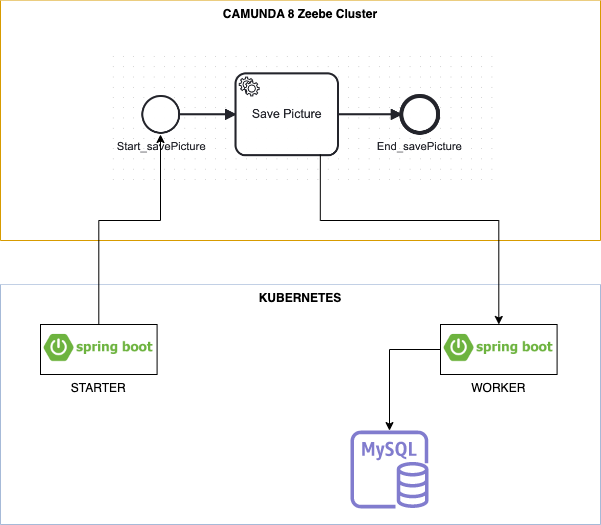 CAMUNDA 8 Zeebe Cluster
Save Picture
Start_savePicture
End_savePicture
KUBERNETES
spring boot
spring boot
STARTER
WORKER
MySQL